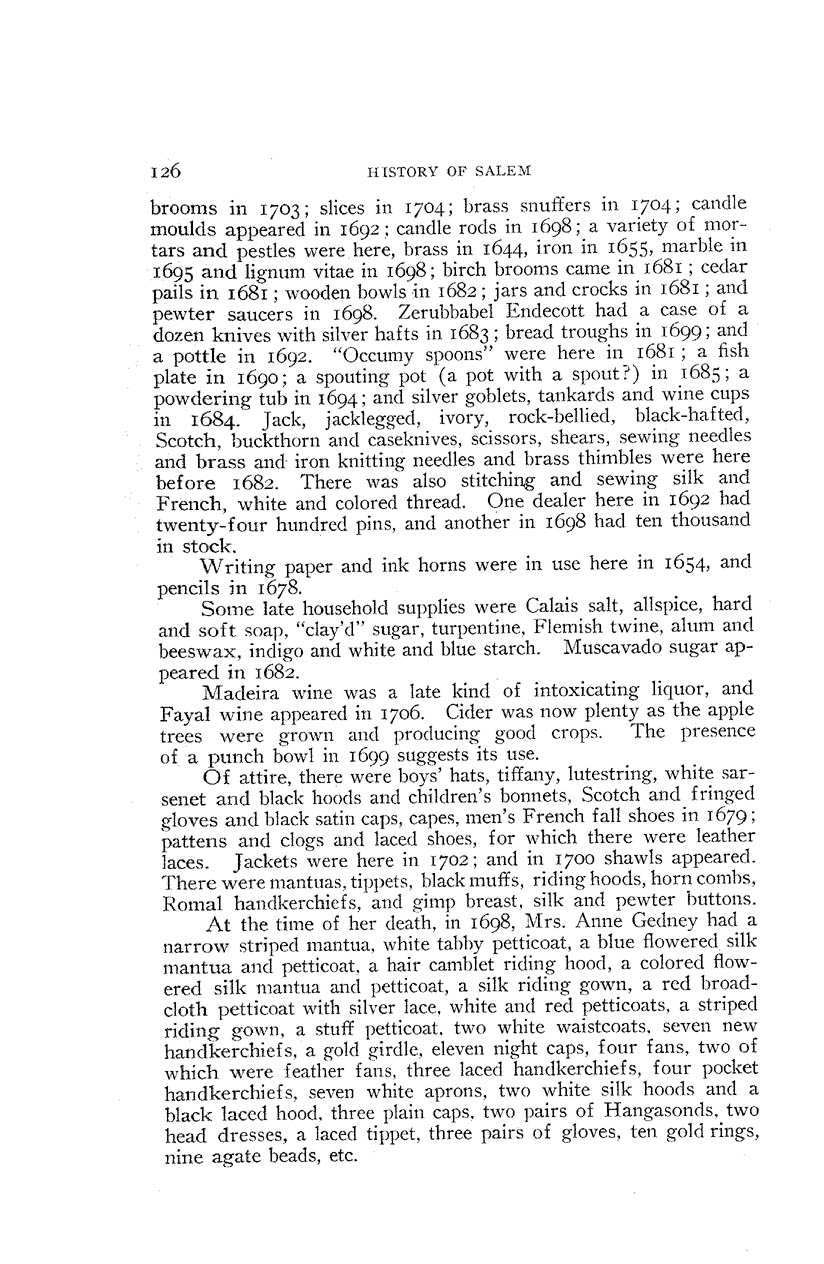 126 HISTORY OF SALEM
brooms in 1703; slices in 1704; brass snuffers in 1704; candle
moulds appeared in 1692; candle rods in 1698; a variety of mor-
tars and pestles were here, brass in 1644, iron in 1655, marble in
1695 and lignum vitae in 1698; birch brooms came in 1681; cedar
pails in 1681; wooden bowls in 1682; jars and crocks in 1681; and
pewter saucers in 1698. Zerubbabel Endecott had a case of a
dozen knives with silver hafts in 1683; bread troughs in 1699; and
a pottle in 1692. "Occumy spoons" were here in 1681; a fish
plate in 1690; a spouting pot (a pot with a spout?) in 1685; a
powdering tub in 1694; and silver goblets, tankards and wine cups
in 1684. Jack, jacklegged, ivory, rock-bellied, black-hafted,
Scotch, buckthorn and caseknives, scissors, shears, sewing needles
and brass and iron knitting needles and brass thimbles were here
before 1682. There was also stitching and sewing silk and
French, white and colored thread. One dealer here in 1692 had
twenty-four hundred pins, and another in 1698 had ten thousand
in stock.
Writing paper and ink horns were in use here in 1654, and
pencils in 1678.
Some late household supplies were Calais salt, allspice, hard
and soft soap, "clay'd" sugar, turpentine, Flemish twine, alum and
beeswax, indigo and white and blue starch. Muscavado sugar ap-
peared in 1682.
Madeira wine was a late kind of intoxicating liquor, and
Fayal wine appeared in 1706. Cider was now plenty as the apple
trees were grown and producing good crops. The presence
of a punch bowl in 1699 suggests its use.
Of attire, there were boys' hats, tiffany, lutestring, white sar-
senet and black hoods and children's bonnets, Scotch and fringed
gloves and black satin caps, capes, men's French fall shoes in 1679;
pattens and clogs and laced shoes, for which there were leather
laces. Jackets were here in 1702; and in 1700 shawls appeared.
There were mantuas, tippets, black muffs, riding hoods, horn combs,
Romal handkerchiefs, and gimp breast, silk and pewter buttons.
At the time of her death, in 1698, Mrs. Anne Gedney had a
narrow striped mantua, white tabby petticoat, a blue flowered silk
mantua and petticoat, a hair camblet riding hood, a colored flow-
ered silk mantua and petticoat, a silk riding gown, a red broad-
cloth petticoat with silver lace, white and red petticoats, a striped
riding gown, a stuff petticoat, two white waistcoats, seven new
handkerchiefs, a gold girdle, eleven night caps, four fans, two of
which were feather fans, three laced handkerchiefs, four pocket
handkerchiefs, seven white aprons, two white silk hoods and a
black laced hood, three plain caps, two pairs of Hangasonds, two
head dresses, a laced tippet, three pairs of gloves, ten gold rings,
nine agate beads, etc.